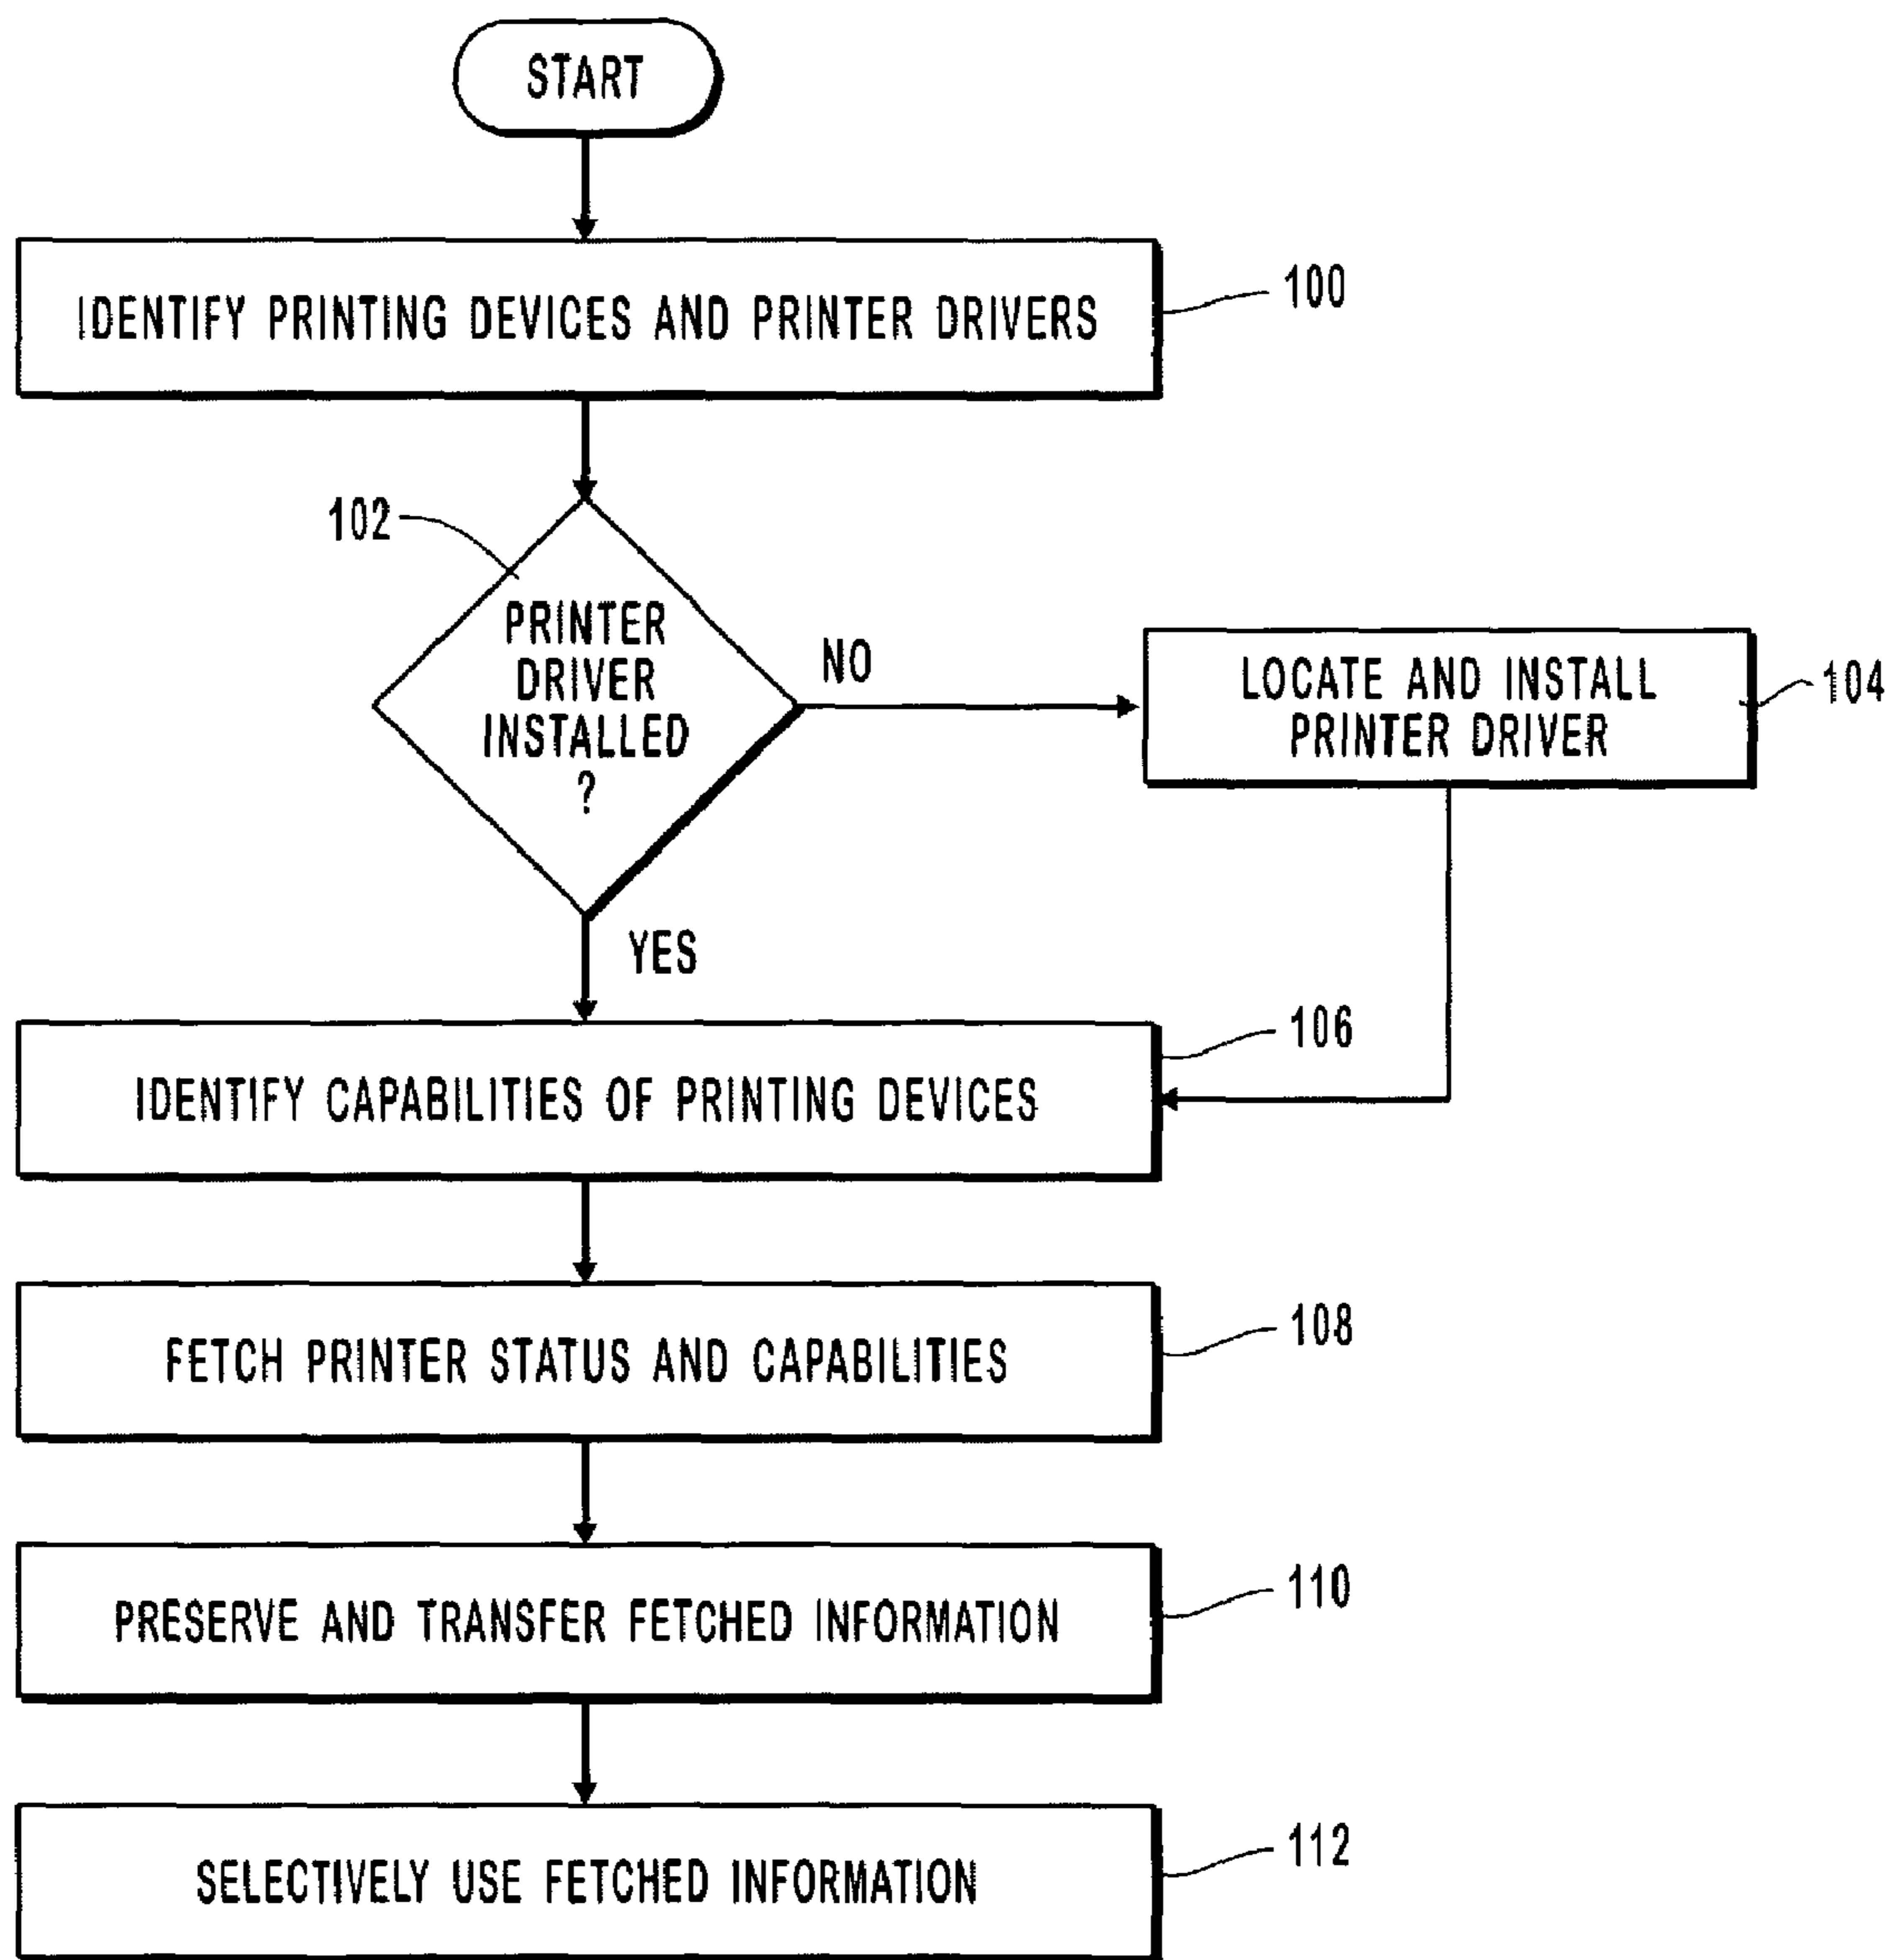 START
IDENTIFY PRINTING DEVICES AND PRINTER DRIVERS
100
102
PRINTER
DRIVER
INSTALLED
?
NO
LOCATE AND INSTALL
PRINTER DRIVER
104
YES
106
IDENTIFY CAPABILITIES OF PRINTING DEVICES
FETCH PRINTER STATUS AND CAPABILITIES
108
PRESERVE AND TRANSFER FETCHED INFORMATION
110
SELECTIVELY USE FETCHED INFORMATION
112